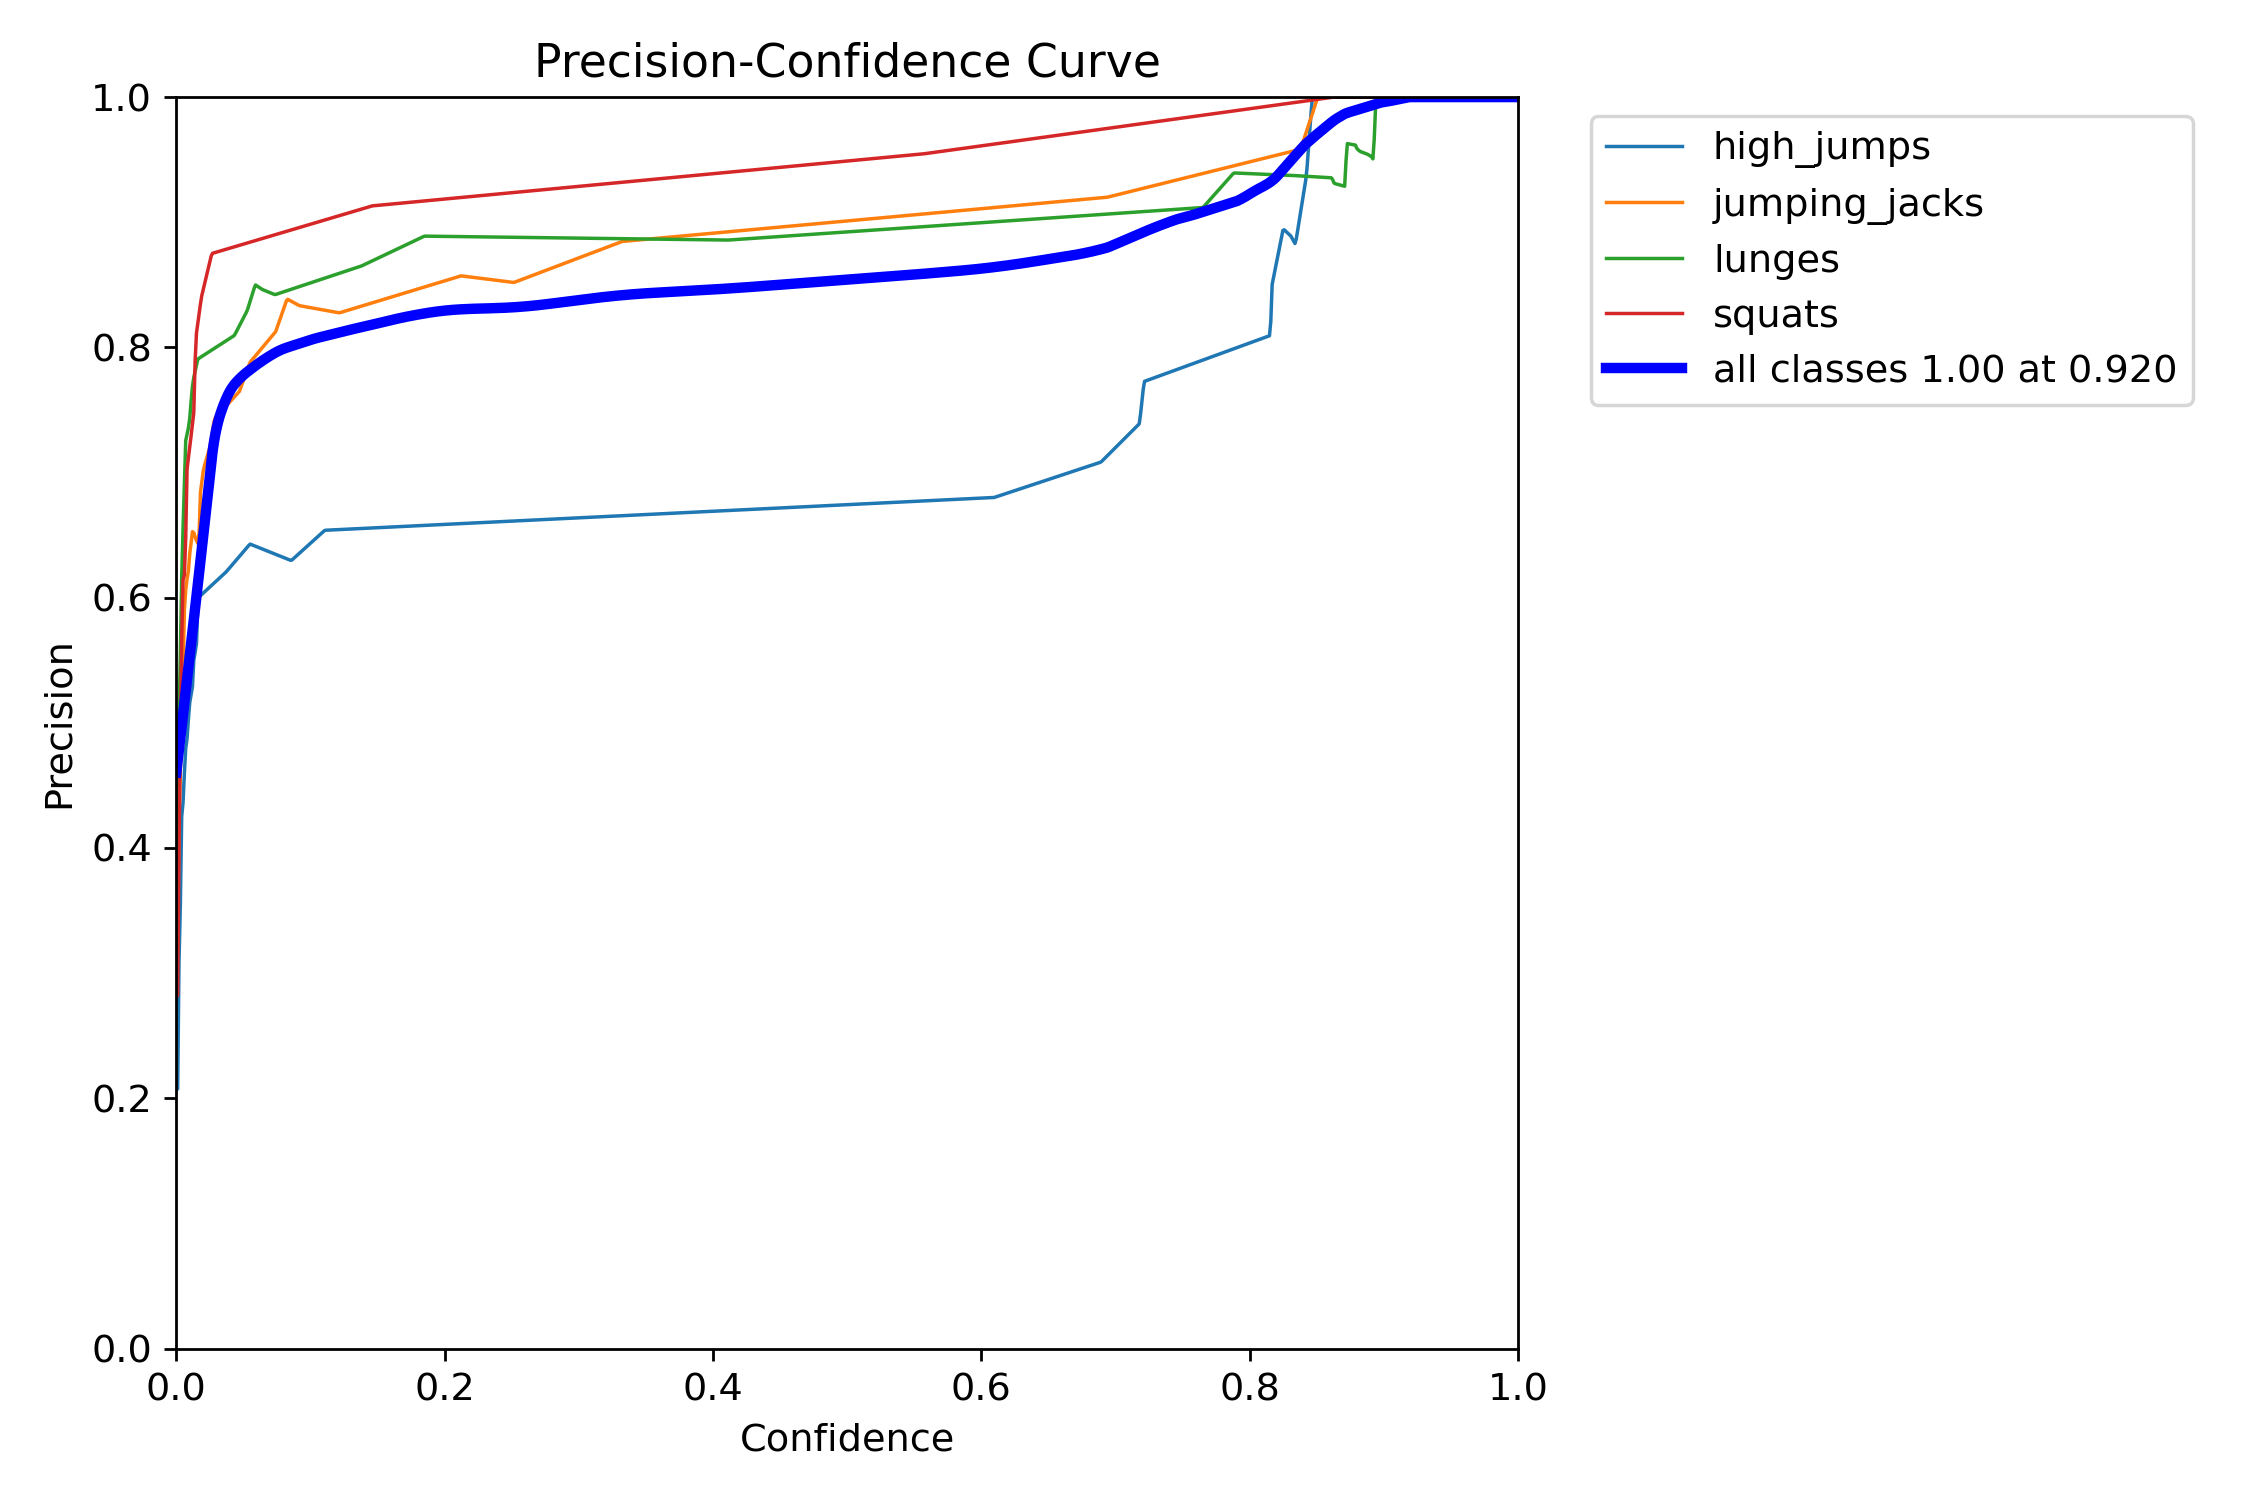 Precision-Confidence Curve
1.0
0.8
0.6
0.4
0.2
0.0
Precision
0.0 0.2 0.4 0.6 0.8 1.0
Confidence
high_jumps
jumping_jacks
lunges
squats
all classes 1.00 at 0.920